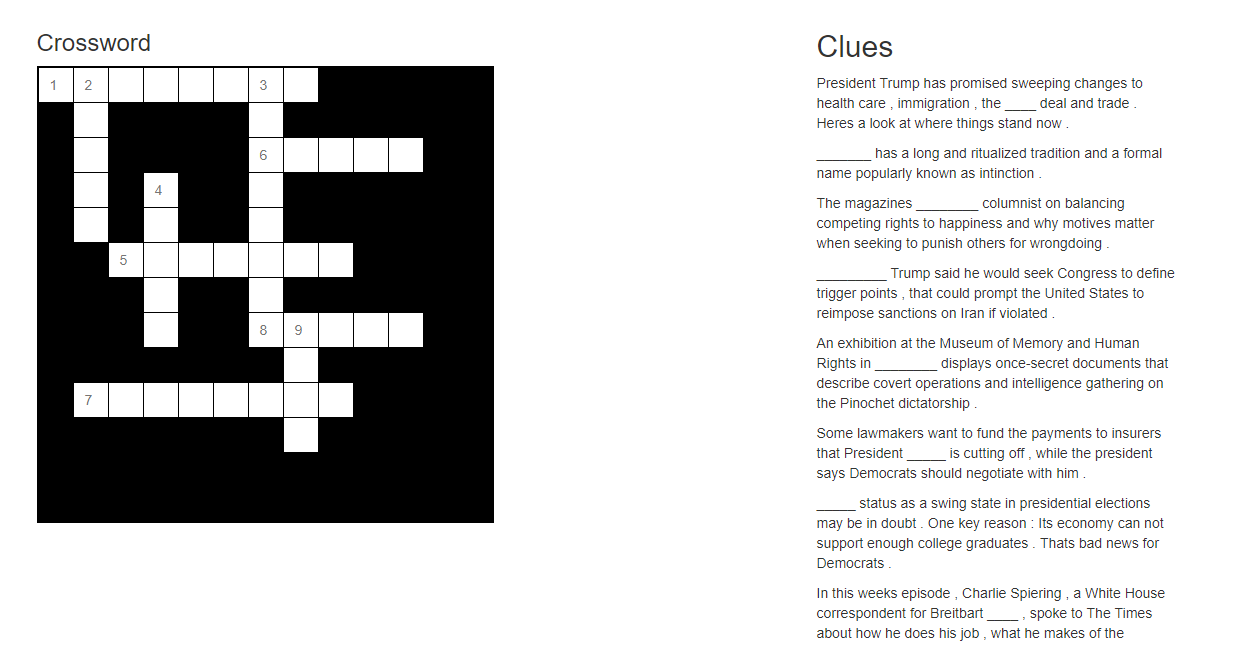 Crossword
1 2 3
6
4
5
8 9
7
Clues
President Trump has promised sweeping changes to
health care , immigration , the ____ deal and trade .
Heres a look at where things stand now .
_______ has a long and ritualized tradition and a formal
name popularly known as intinction .
The magazines ________ columnist on balancing
competing rights to happiness and why motives matter
when seeking to punish others for wrongdoing .
_________ Trump said he would seek Congress to define
trigger points , that could prompt the United States to
reimpose sanctions on Iran if violated .
An exhibition at the Museum of Memory and Human
Rights in ________ displays once-secret documents that
describe covert operations and intelligence gathering on
the Pinochet dictatorship .
Some lawmakers want to fund the payments to insurers
that President _____ is cutting off , while the president
says Democrats should negotiate with him .
_____ status as a swing state in presidential elections
may be in doubt . One key reason : Its economy can not
support enough college graduates . Thats bad news for
Democrats .
In this weeks episode , Charlie Spiering , a White House
correspondent for Breitbart ____ , spoke to The Times
about how he does his job , what he makes of the